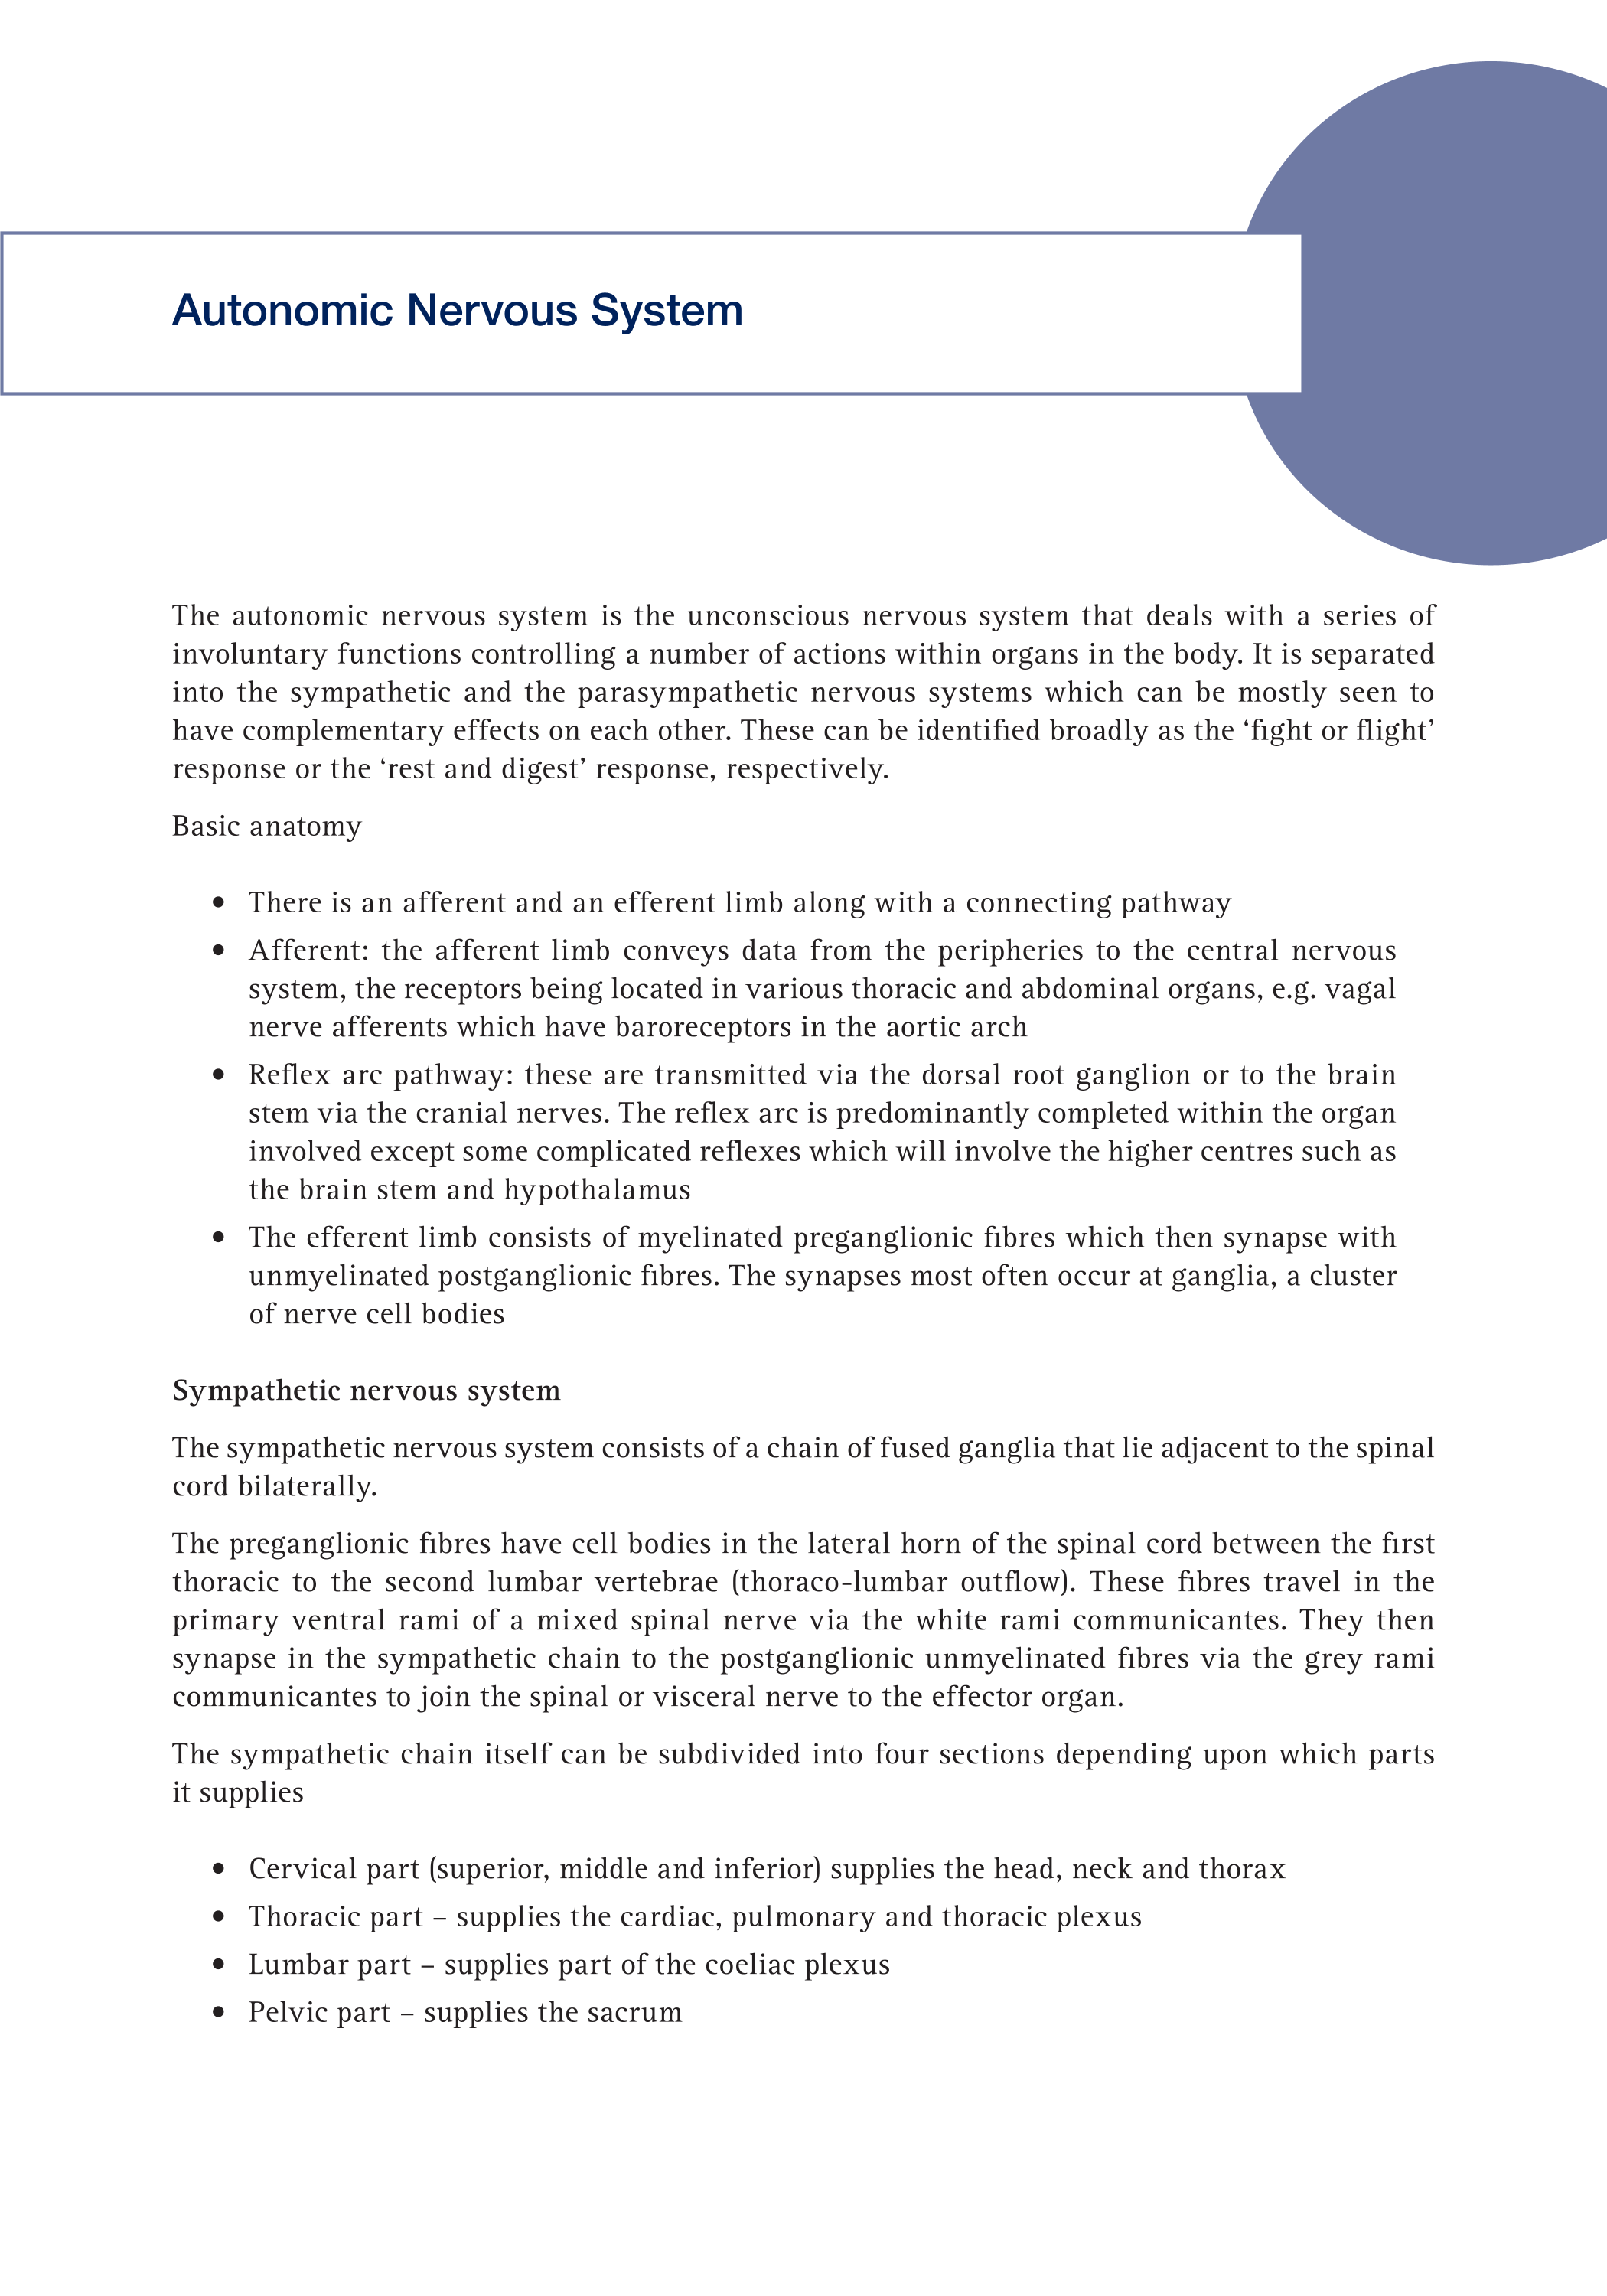 Autonomic Nervous System
The autonomic nervous system is the unconscious nervous system that deals with a series of
involuntary functions controlling a number of actions within organs in the body. It is separated
into the sympathetic and the parasympathetic nervous systems which can be mostly seen to
have complementary effects on each other. These can be identified broadly as the ‘fight or flight’
response or the ‘rest and digest’ response, respectively.
Basic anatomy
• There is an afferent and an efferent limb along with a connecting pathway
• Afferent: the afferent limb conveys data from the peripheries to the central nervous
system, the receptors being located in various thoracic and abdominal organs, e.g. vagal
nerve afferents which have baroreceptors in the aortic arch
• Reflex arc pathway: these are transmitted via the dorsal root ganglion or to the brain
stem via the cranial nerves. The reflex arc is predominantly completed within the organ
involved except some complicated reflexes which will involve the higher centres such as
the brain stem and hypothalamus
• The efferent limb consists of myelinated preganglionic fibres which then synapse with
unmyelinated postganglionic fibres. The synapses most often occur at ganglia, a cluster
of nerve cell bodies
Sympathetic nervous system
The sympathetic nervous system consists of a chain of fused ganglia that lie adjacent to the spinal
cord bilaterally.
The preganglionic fibres have cell bodies in the lateral horn of the spinal cord between the first
thoracic to the second lumbar vertebrae (thoraco-lumbar outflow). These fibres travel in the
primary ventral rami of a mixed spinal nerve via the white rami communicantes. They then
synapse in the sympathetic chain to the postganglionic unmyelinated fibres via the grey rami
communicantes to join the spinal or visceral nerve to the effector organ.
The sympathetic chain itself can be subdivided into four sections depending upon which parts
it supplies
• Cervical part (superior, middle and inferior) supplies the head, neck and thorax
• Thoracic part – supplies the cardiac, pulmonary and thoracic plexus
• Lumbar part – supplies part of the coeliac plexus
• Pelvic part – supplies the sacrum